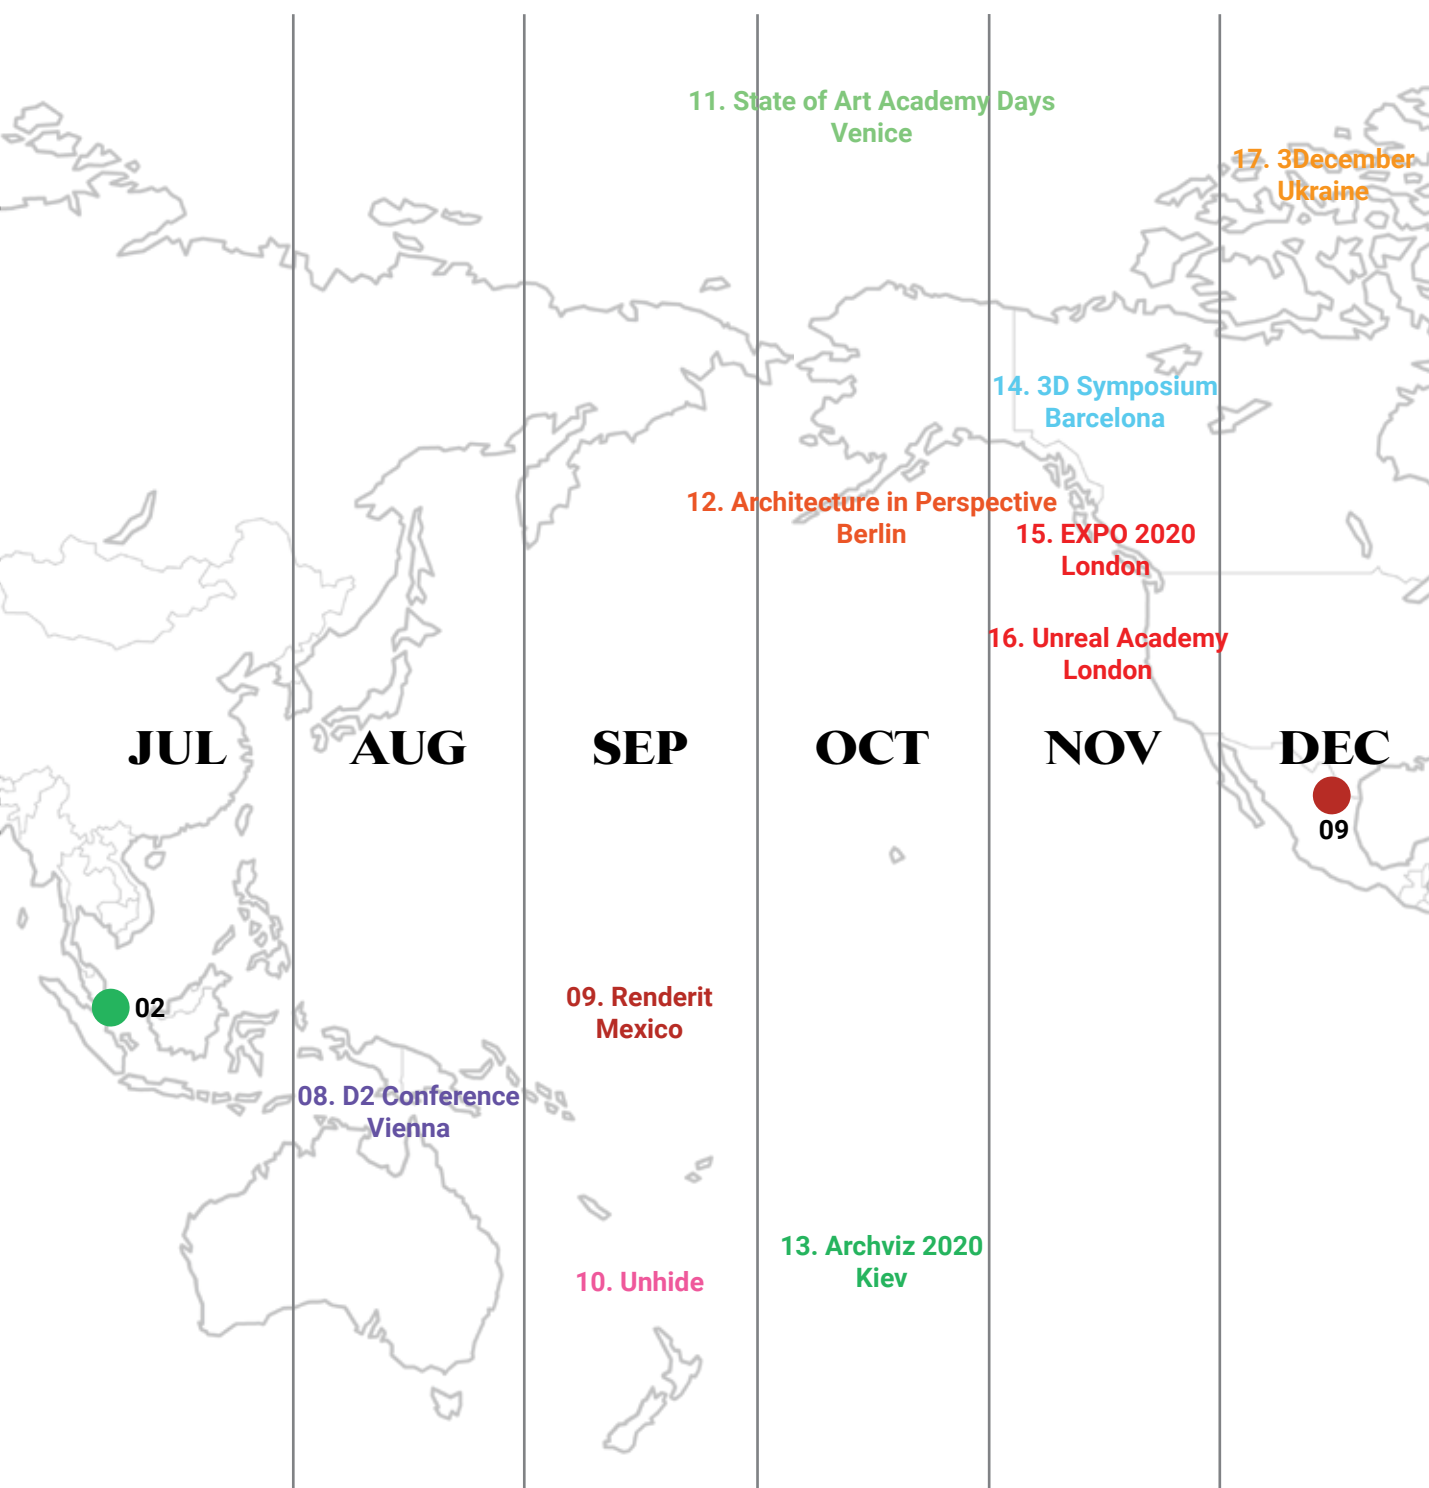 11. State of Art Academy Days
Venice
17. 3December
Ukraine
14. 3D Symposium
Barcelona
12. Architecture in Perspective
Berlin
15. EXPO 2020
London
16. Unreal Academy
London
JUL
AUG
SEP
OCT
NOV
DEC
09
02
09. Renderit
Mexico
08. D2 Conference
Vienna
13. Archviz 2020
Kiev
10. Unhide